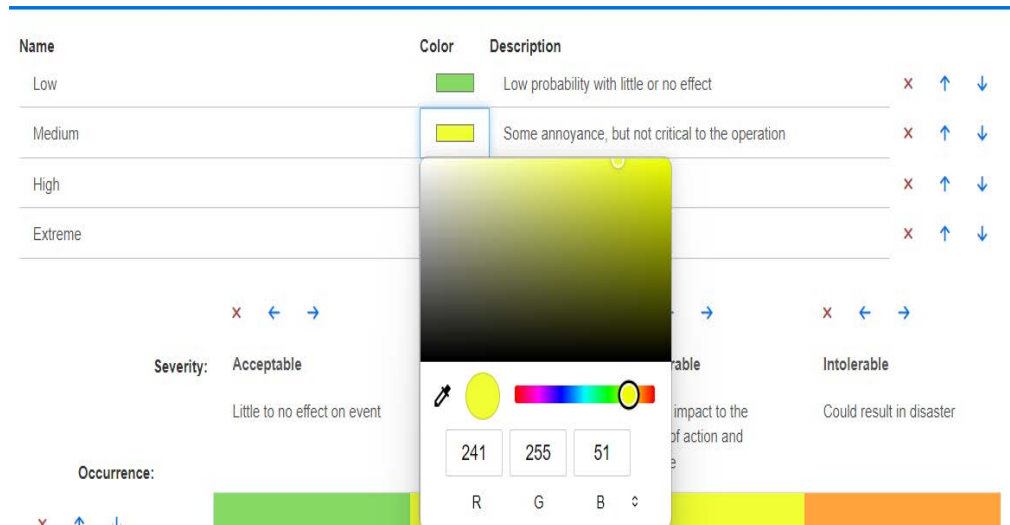 Name Color Description
Low Low probability with little or no effect
Medium Some annoyance, but not critical to the operation
High
Extreme
Severity: Acceptable Intolerable
Little to no effect on event impact to the Could result in disaster
of action and
Occurrence:
241 255 51
R G B